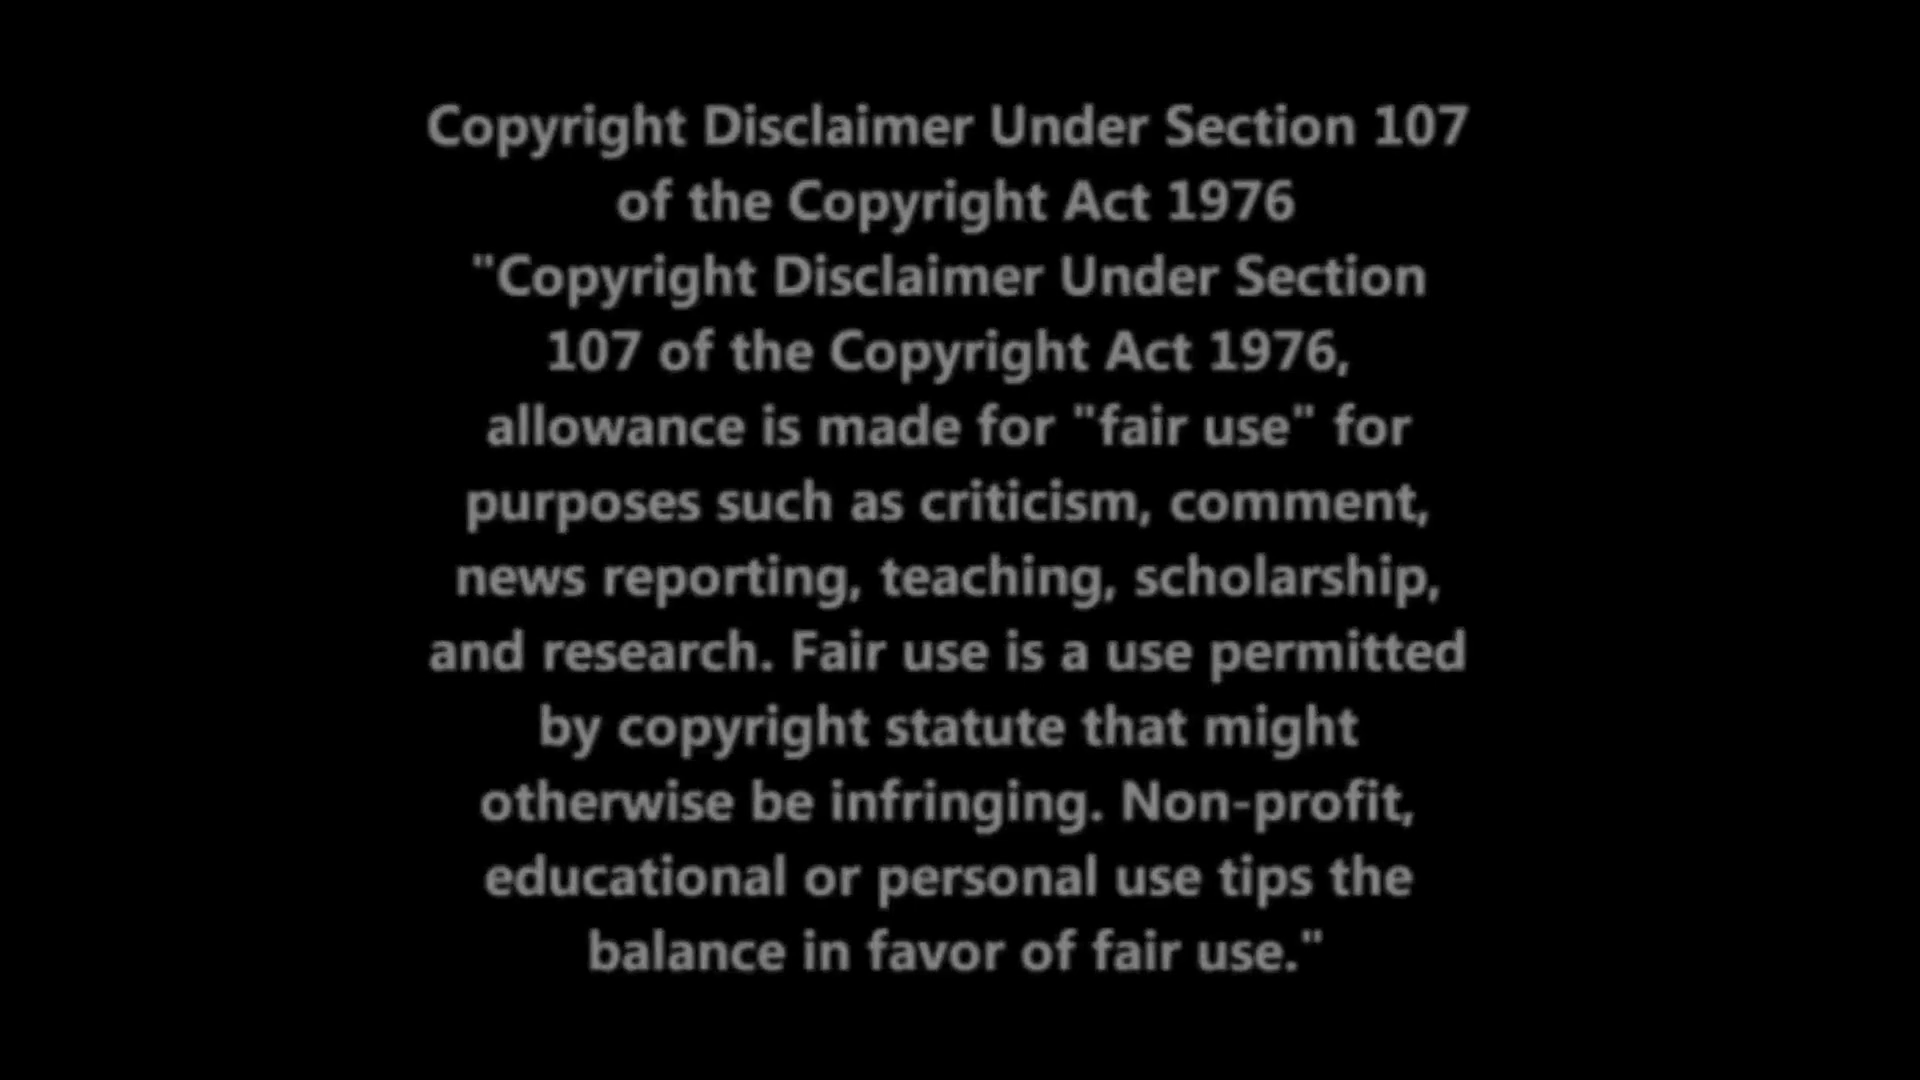 Copyright Disclaimer Under Section 107
of the Copyright Act 1976
"Copyright Disclaimer Under Section
107 of the Copyright Act 1976,
allowance is made for "fair use" for
purposes such as criticism, comment,
news reporting, teaching, scholarship,
and research. Fair use is a use permitted
by copyright statute that might
otherwise be infringing. Non-profit,
educational or personal use tips the
balance in favor of fair use."